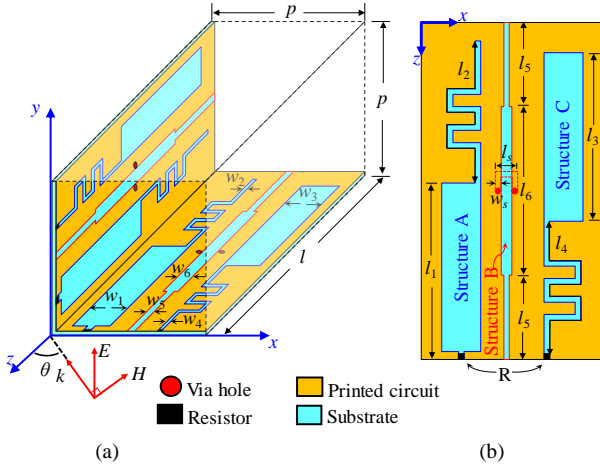 p
p
y
w₂
w₃
w₆
w₁
w₅
w₄
l
x
z
θ
k
E
H
Via hole
Printed circuit
Resistor
Substrate
(a)
x
z
l₂
l₅
l₃
Structure C
lₛ
wₛ
l₆
Structure A
l₁
Structure B
l₄
l₅
R
(b)